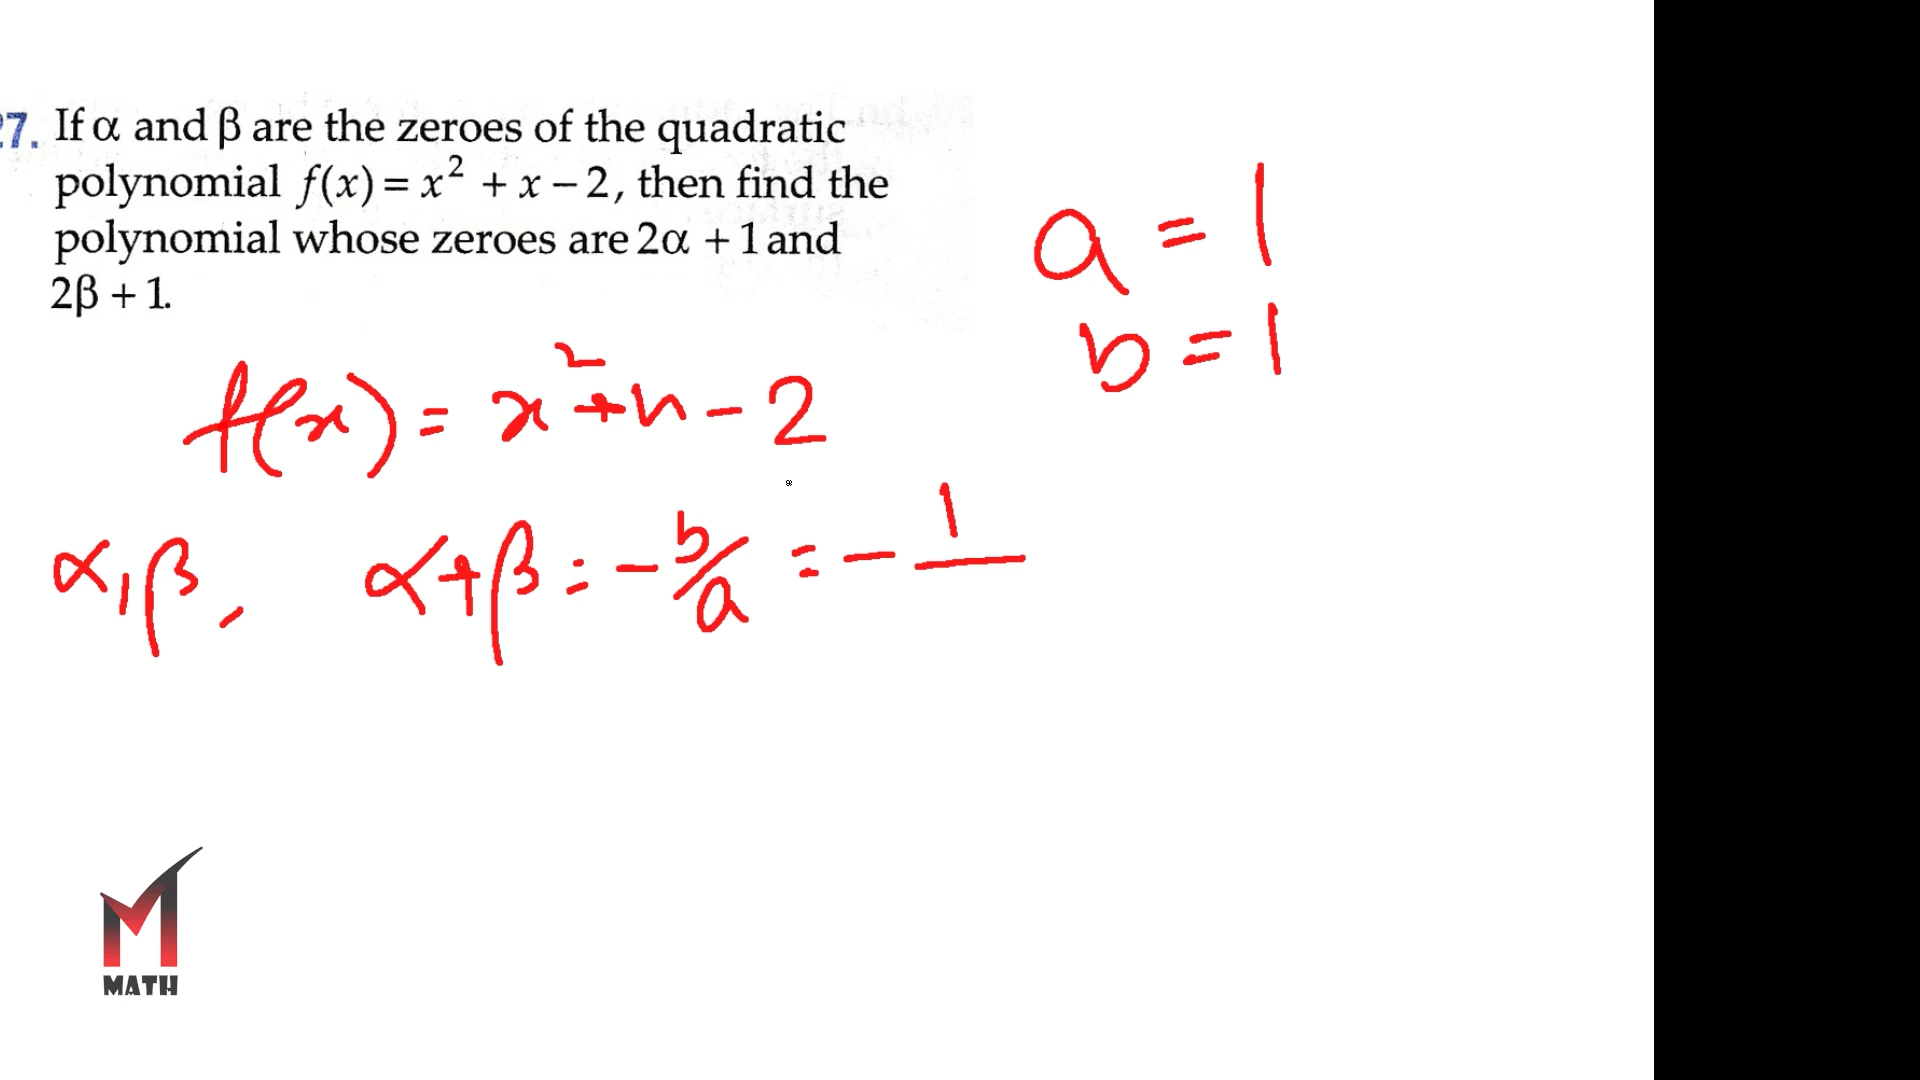 27. If α and β are the zeroes of the quadratic
polynomial f(x) = x² + x – 2, then find the
polynomial whose zeroes are 2α + 1 and
2β + 1.
a = 1
b = 1
f(x) = x² + x - 2
α, β, α + β = - b/a = - 1/
MATH